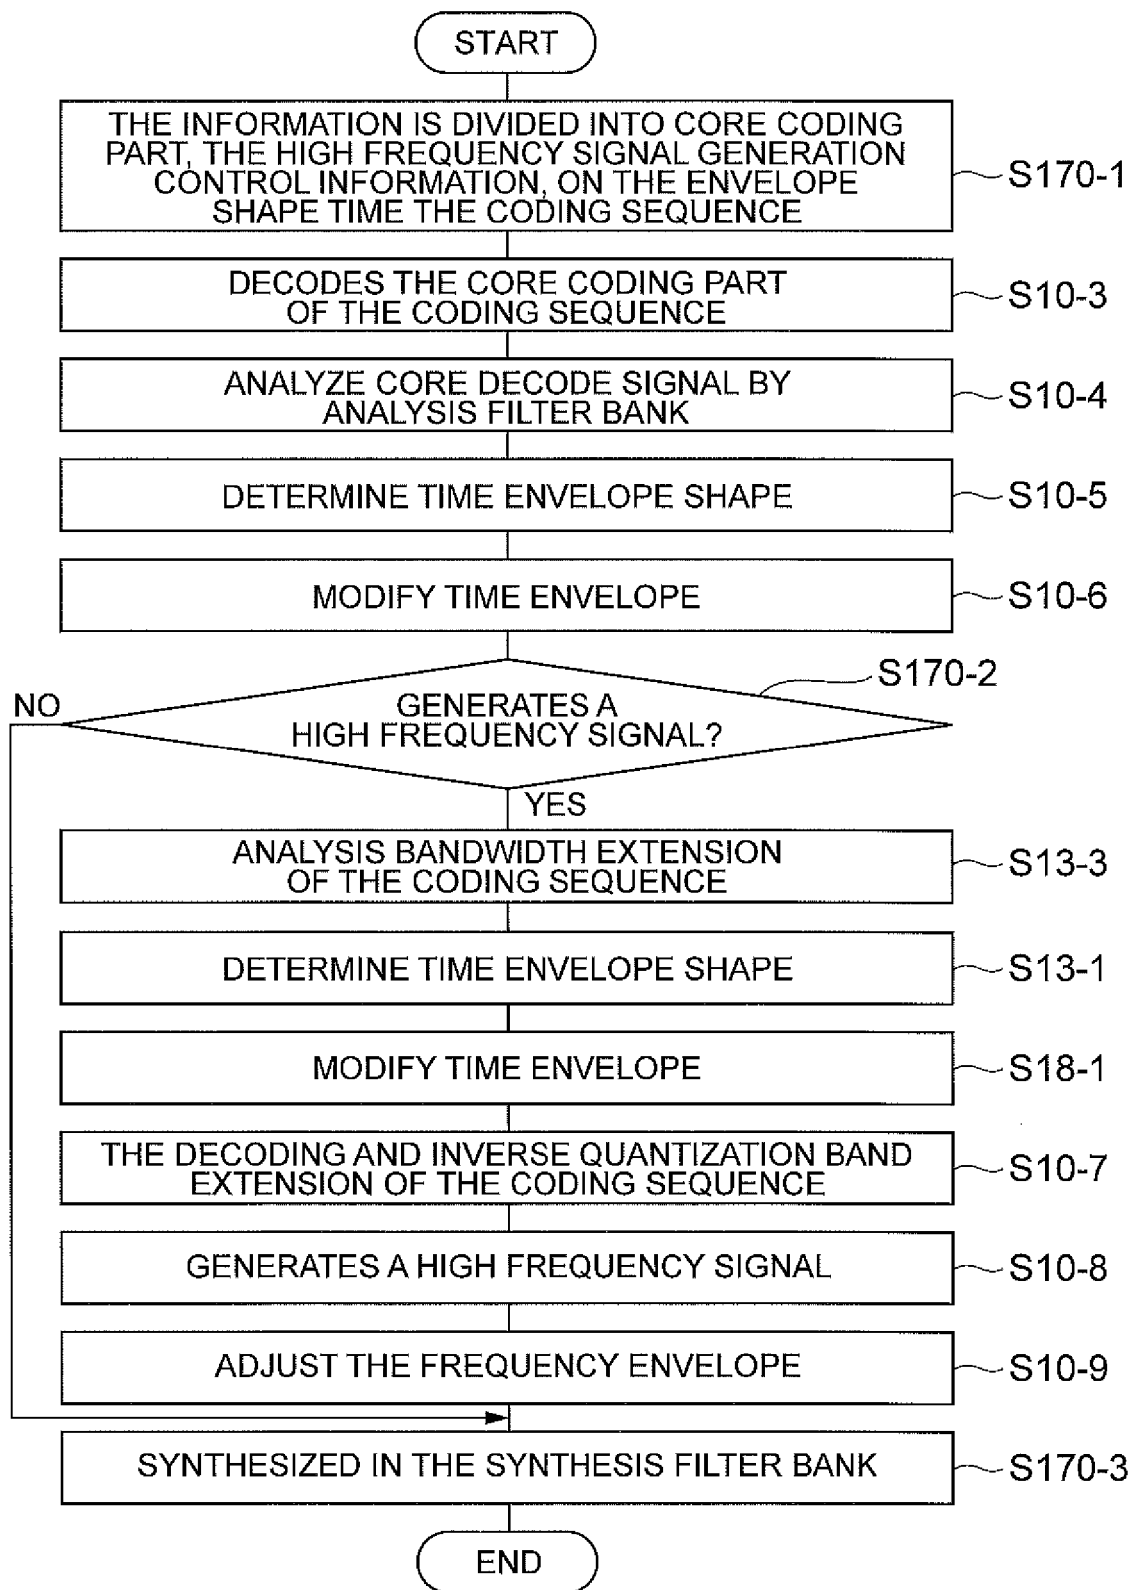 START
THE INFORMATION IS DIVIDED INTO CORE CODING
PART, THE HIGH FREQUENCY SIGNAL GENERATION
CONTROL INFORMATION, ON THE ENVELOPE
SHAPE TIME THE CODING SEQUENCE
S170-1
DECODES THE CORE CODING PART
OF THE CODING SEQUENCE
S10-3
ANALYZE CORE DECODE SIGNAL BY
ANALYSIS FILTER BANK
S10-4
DETERMINE TIME ENVELOPE SHAPE
S10-5
MODIFY TIME ENVELOPE
S10-6
S170-2
NO
GENERATES A
HIGH FREQUENCY SIGNAL?
YES
ANALYSIS BANDWIDTH EXTENSION
OF THE CODING SEQUENCE
S13-3
DETERMINE TIME ENVELOPE SHAPE
S13-1
MODIFY TIME ENVELOPE
S18-1
THE DECODING AND INVERSE QUANTIZATION BAND
EXTENSION OF THE CODING SEQUENCE
S10-7
GENERATES A HIGH FREQUENCY SIGNAL
S10-8
ADJUST THE FREQUENCY ENVELOPE
S10-9
SYNTHESIZED IN THE SYNTHESIS FILTER BANK
S170-3
END